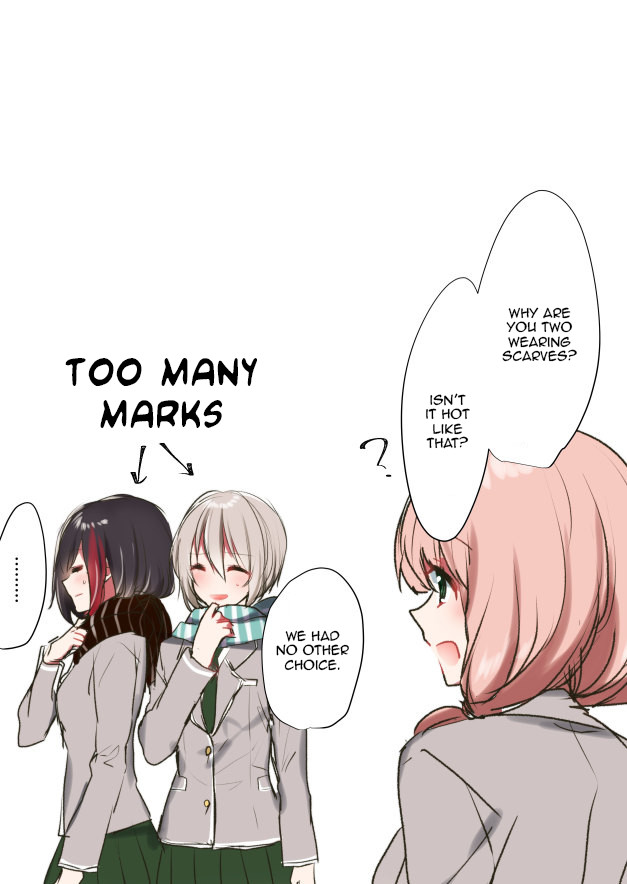 WHY ARE
YOU TWO
WEARING
SCARVES?
ISN'T
IT HOT
LIKE
THAT?
?
TOO MANY
MARKS
WE HAD
NO OTHER
CHOICE.
..........